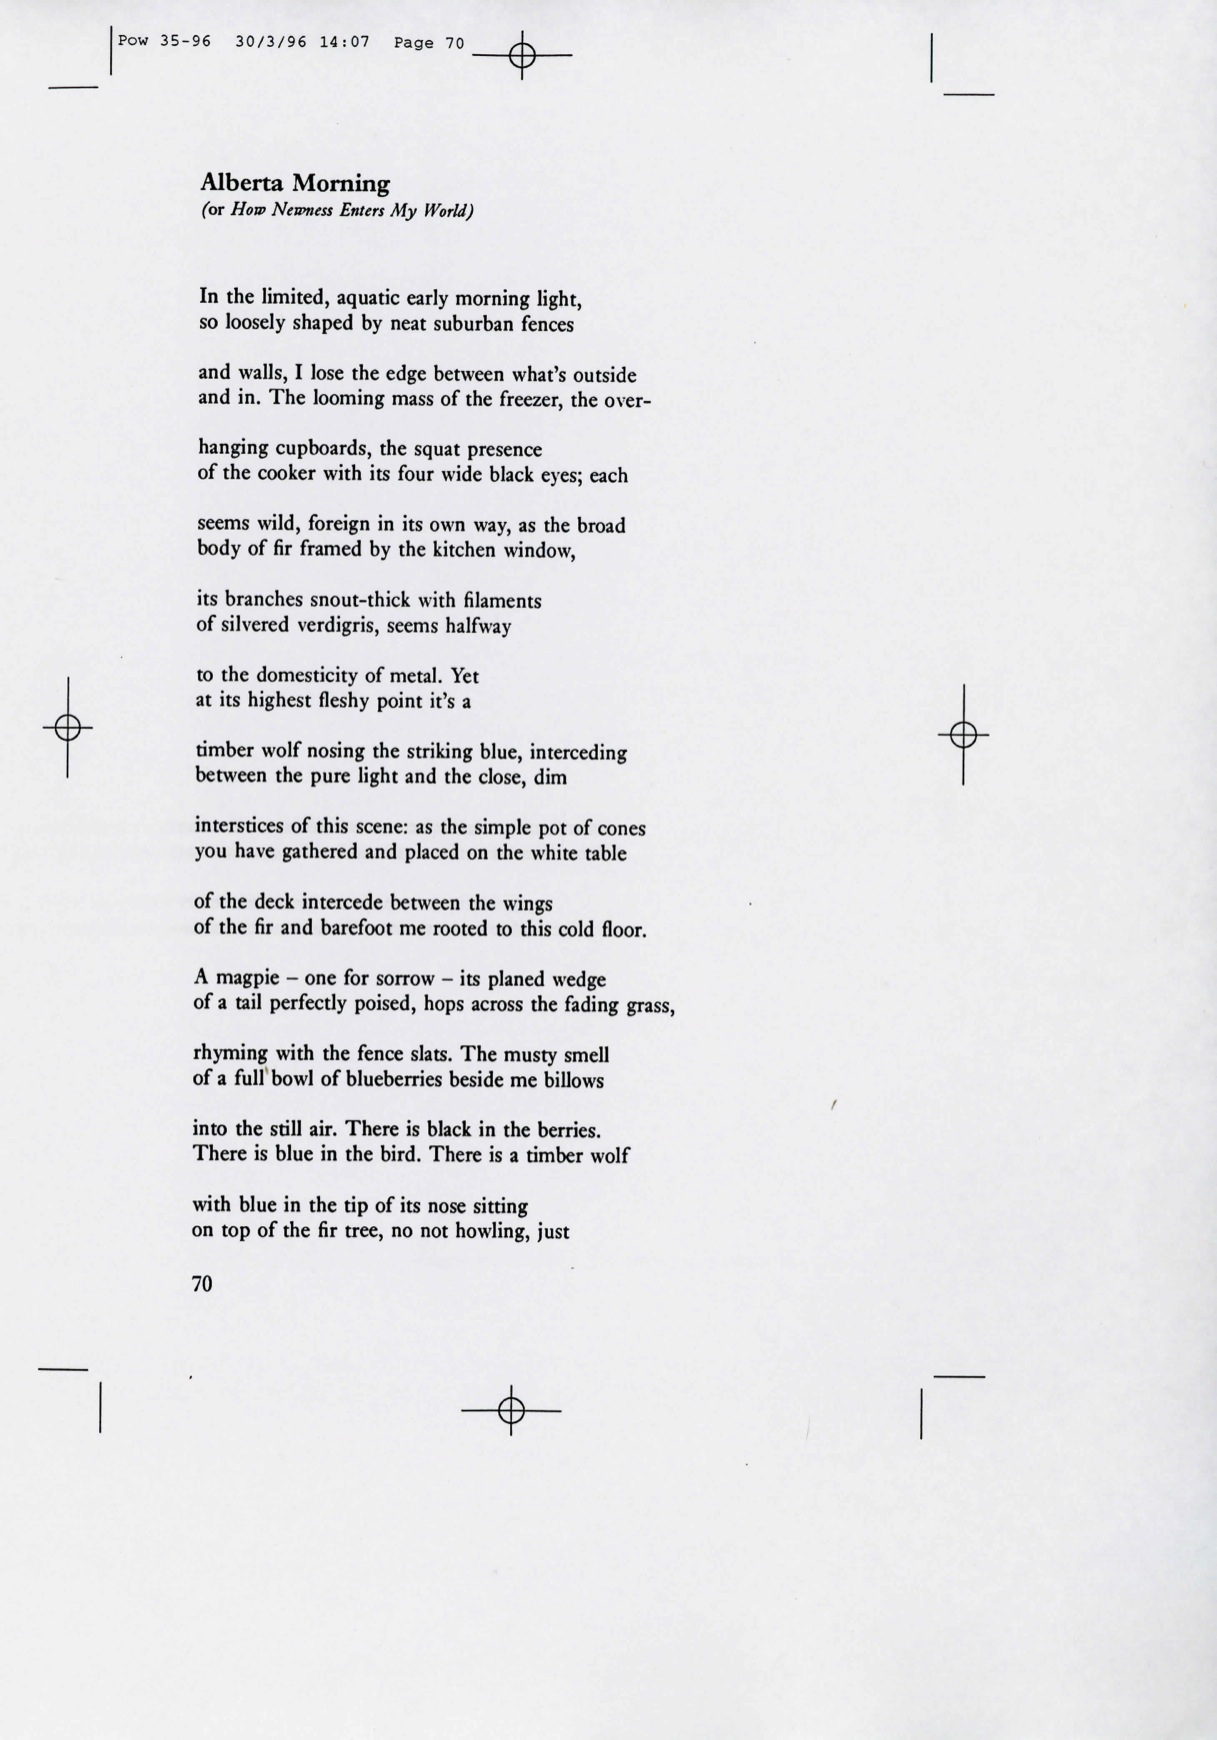 Pow 35-96 30/3/96 14:07 Page 70
Alberta Morning
(or How Newness Enters My World)
In the limited, aquatic early morning light,
so loosely shaped by neat suburban fences
and walls, I lose the edge between what's outside
and in. The looming mass of the freezer, the over-
hanging cupboards, the squat presence
of the cooker with its four wide black eyes; each
seems wild, foreign in its own way, as the broad
body of fir framed by the kitchen window,
its branches snout-thick with filaments
of silvered verdigris, seems halfway
to the domesticity of metal. Yet
at its highest fleshy point it's a
timber wolf nosing the striking blue, interceding
between the pure light and the close, dim
interstices of this scene: as the simple pot of cones
you have gathered and placed on the white table
of the deck intercede between the wings
of the fir and barefoot me rooted to this cold floor.
A magpie – one for sorrow – its planed wedge
of a tail perfectly poised, hops across the fading grass,
rhyming with the fence slats. The musty smell
of a full bowl of blueberries beside me billows
into the still air. There is black in the berries.
There is blue in the bird. There is a timber wolf
with blue in the tip of its nose sitting
on top of the fir tree, no not howling, just
70